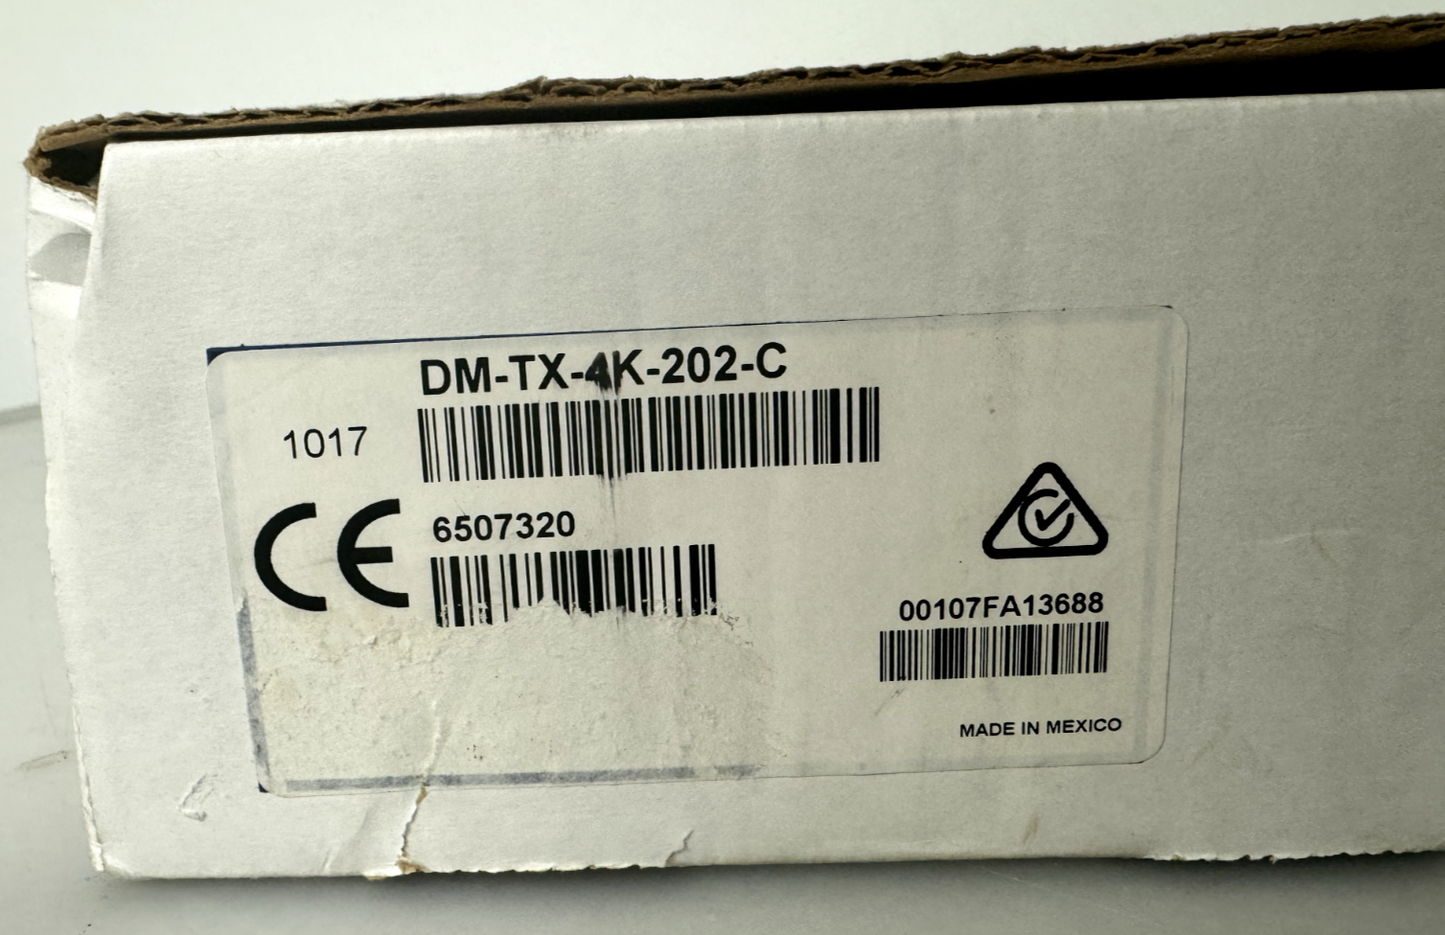 DM-TX-4K-202-C
1017
CE
6507320
00107FA13688
MADE IN MEXICO